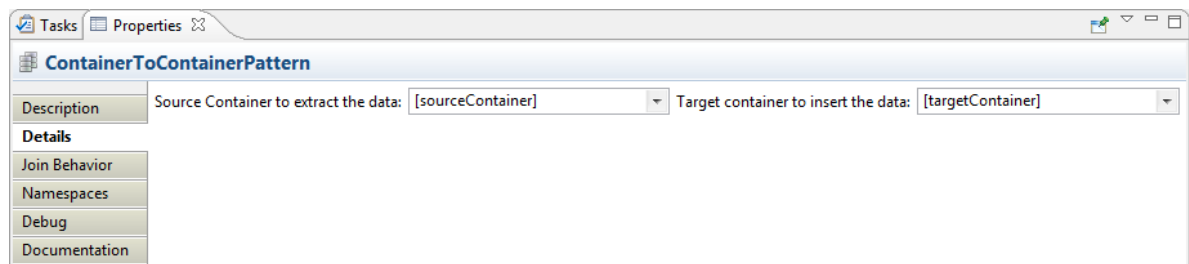 Tasks Properties
ContainerToContainerPattern
Description
Source Container to extract the data: [sourceContainer] Target container to insert the data: [targetContainer]
Details
Join Behavior
Namespaces
Debug
Documentation